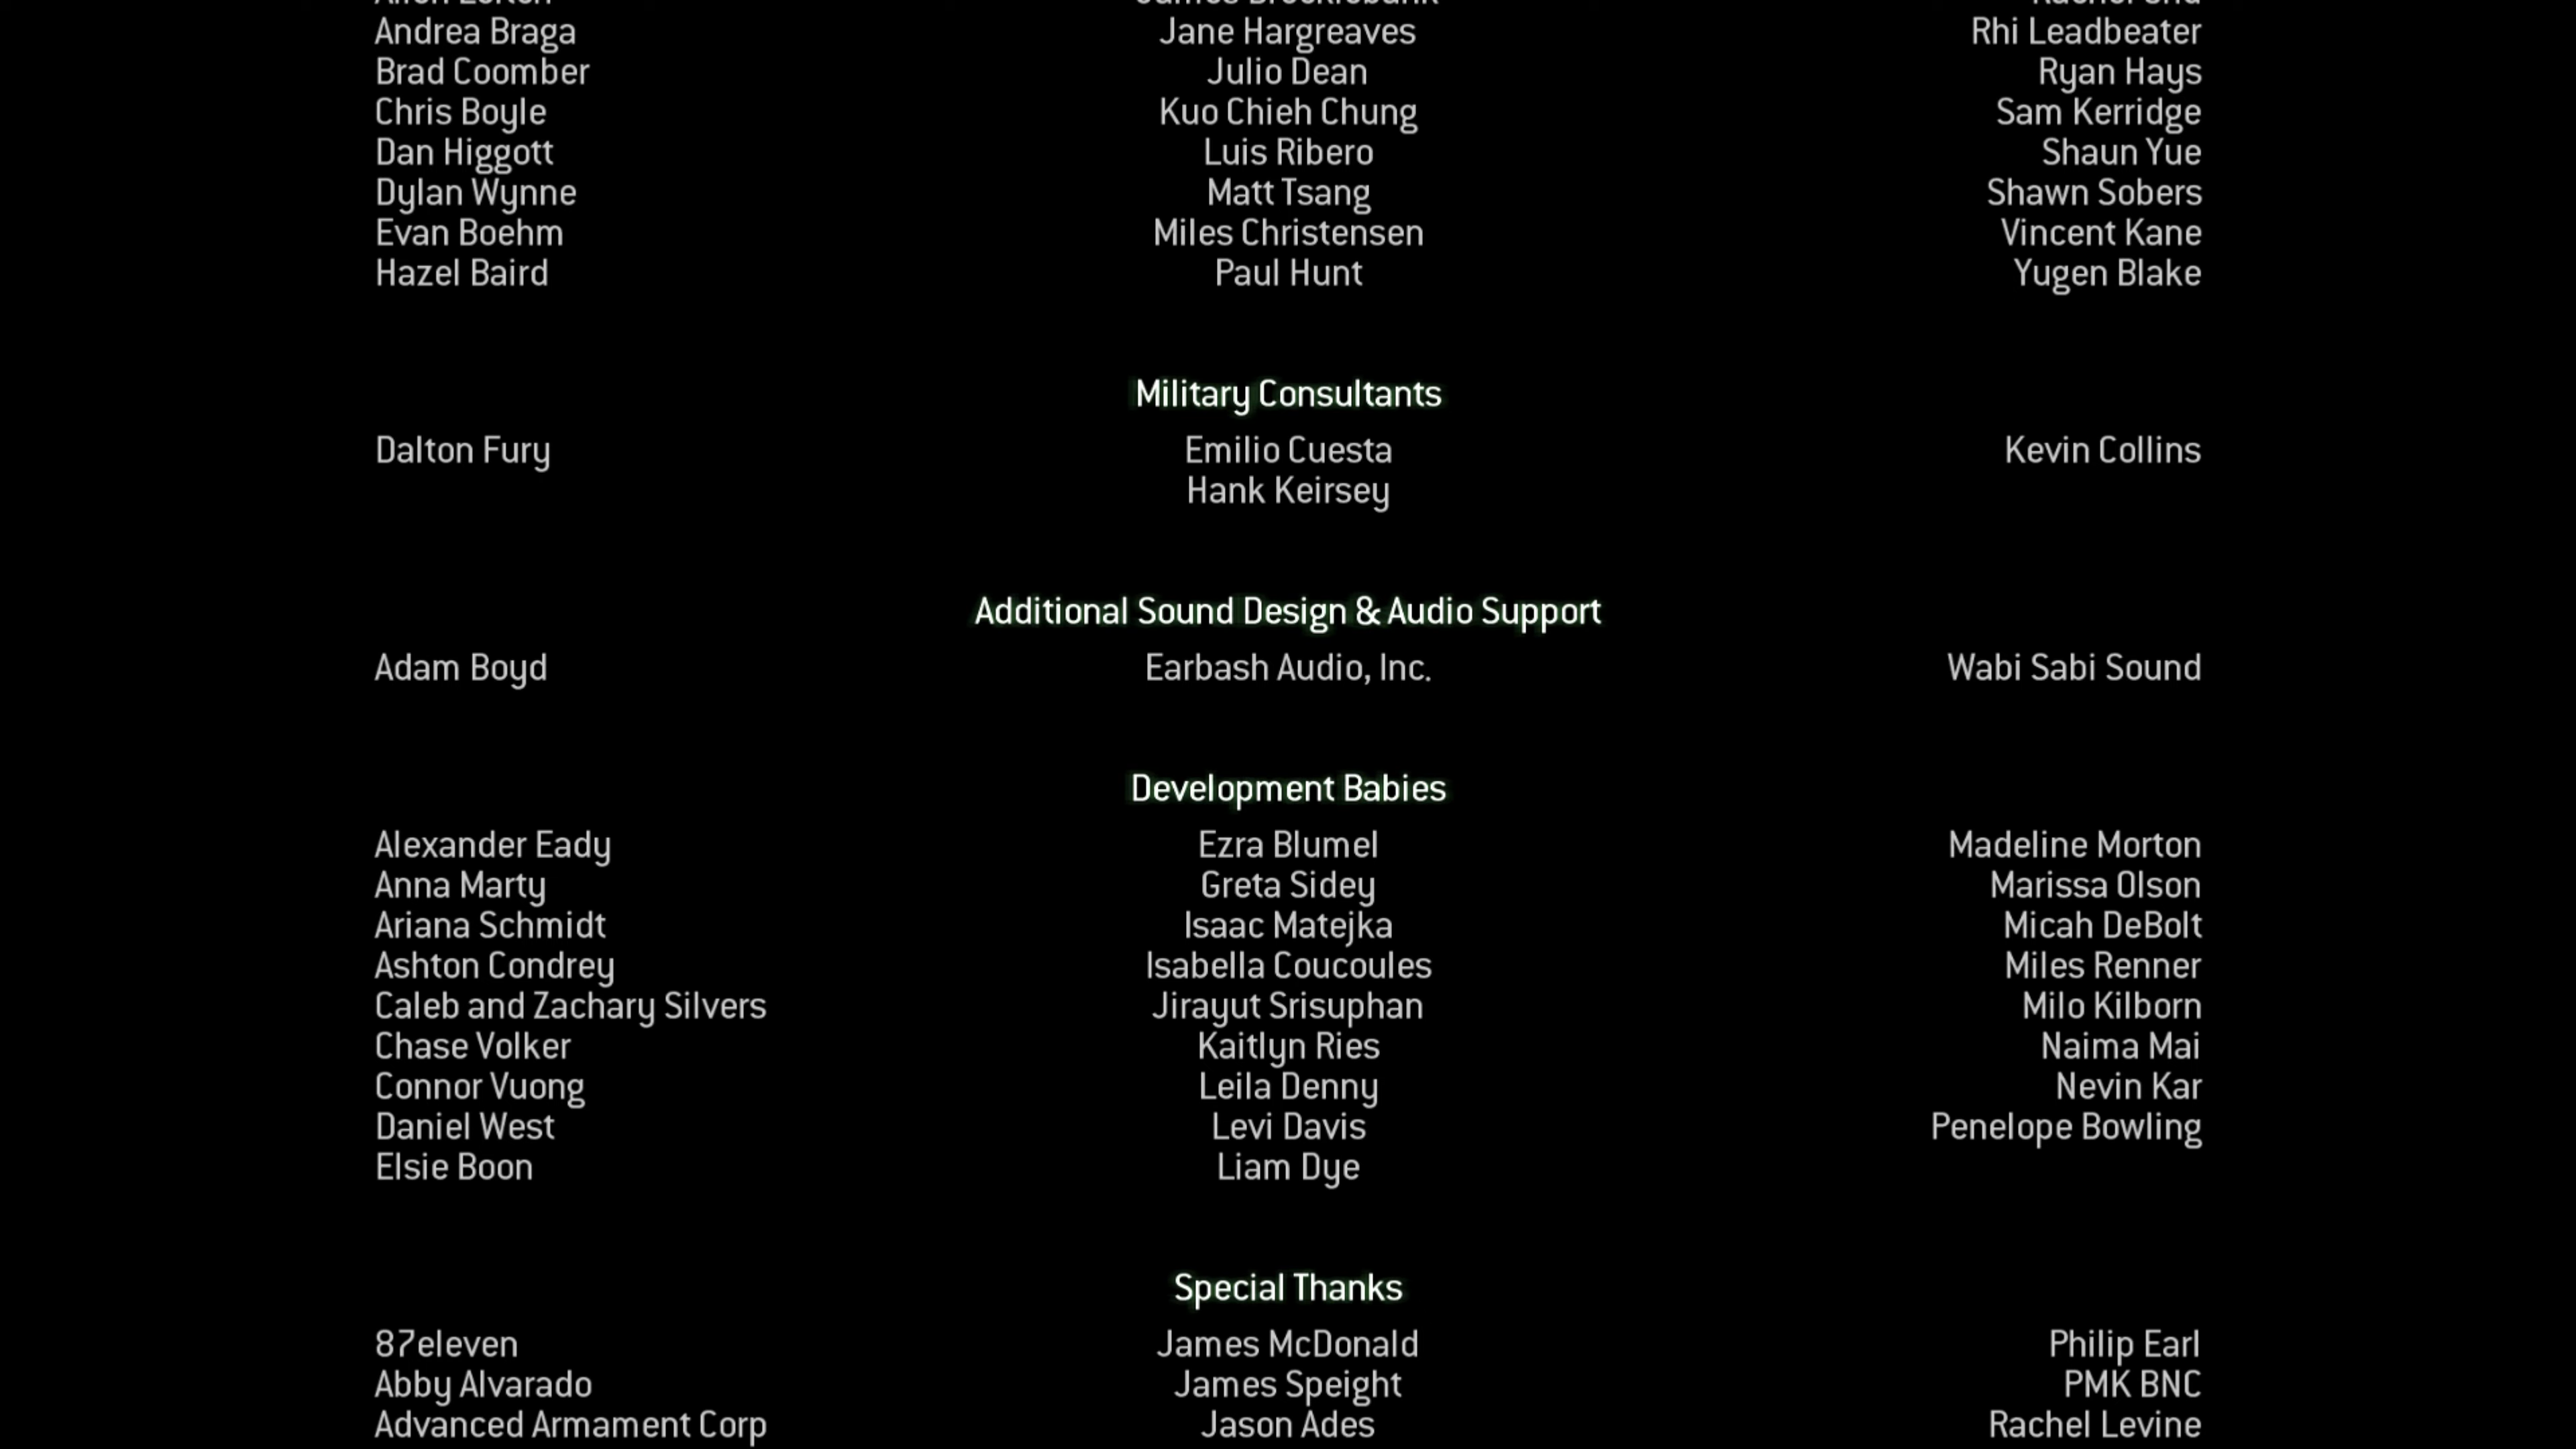 Andrea Braga Jane Hargreaves Rhi Leadbeater
Brad Coomber Julio Dean Ryan Hays
Chris Boyle Kuo Chieh Chung Sam Kerridge
Dan Higgott Luis Ribero Shaun Yue
Dylan Wynne Matt Tsang Shawn Sobers
Evan Boehm Miles Christensen Vincent Kane
Hazel Baird Paul Hunt Yugen Blake
Military Consultants
Dalton Fury Emilio Cuesta Kevin Collins
Hank Keirsey
Additional Sound Design & Audio Support
Adam Boyd Earbash Audio, Inc. Wabi Sabi Sound
Development Babies
Alexander Eady Ezra Blumel Madeline Morton
Anna Marty Greta Sidey Marissa Olson
Ariana Schmidt Isaac Matejka Micah DeBolt
Ashton Condrey Isabella Coucoules Miles Renner
Caleb and Zachary Silvers Jirayut Srisuphan Milo Kilborn
Chase Volker Kaitlyn Ries Naima Mai
Connor Vuong Leila Denny Nevin Kar
Daniel West Levi Davis Penelope Bowling
Elsie Boon Liam Dye
Special Thanks
87eleven James McDonald Philip Earl
Abby Alvarado James Speight PMK BNC
Advanced Armament Corp Jason Ades Rachel Levine